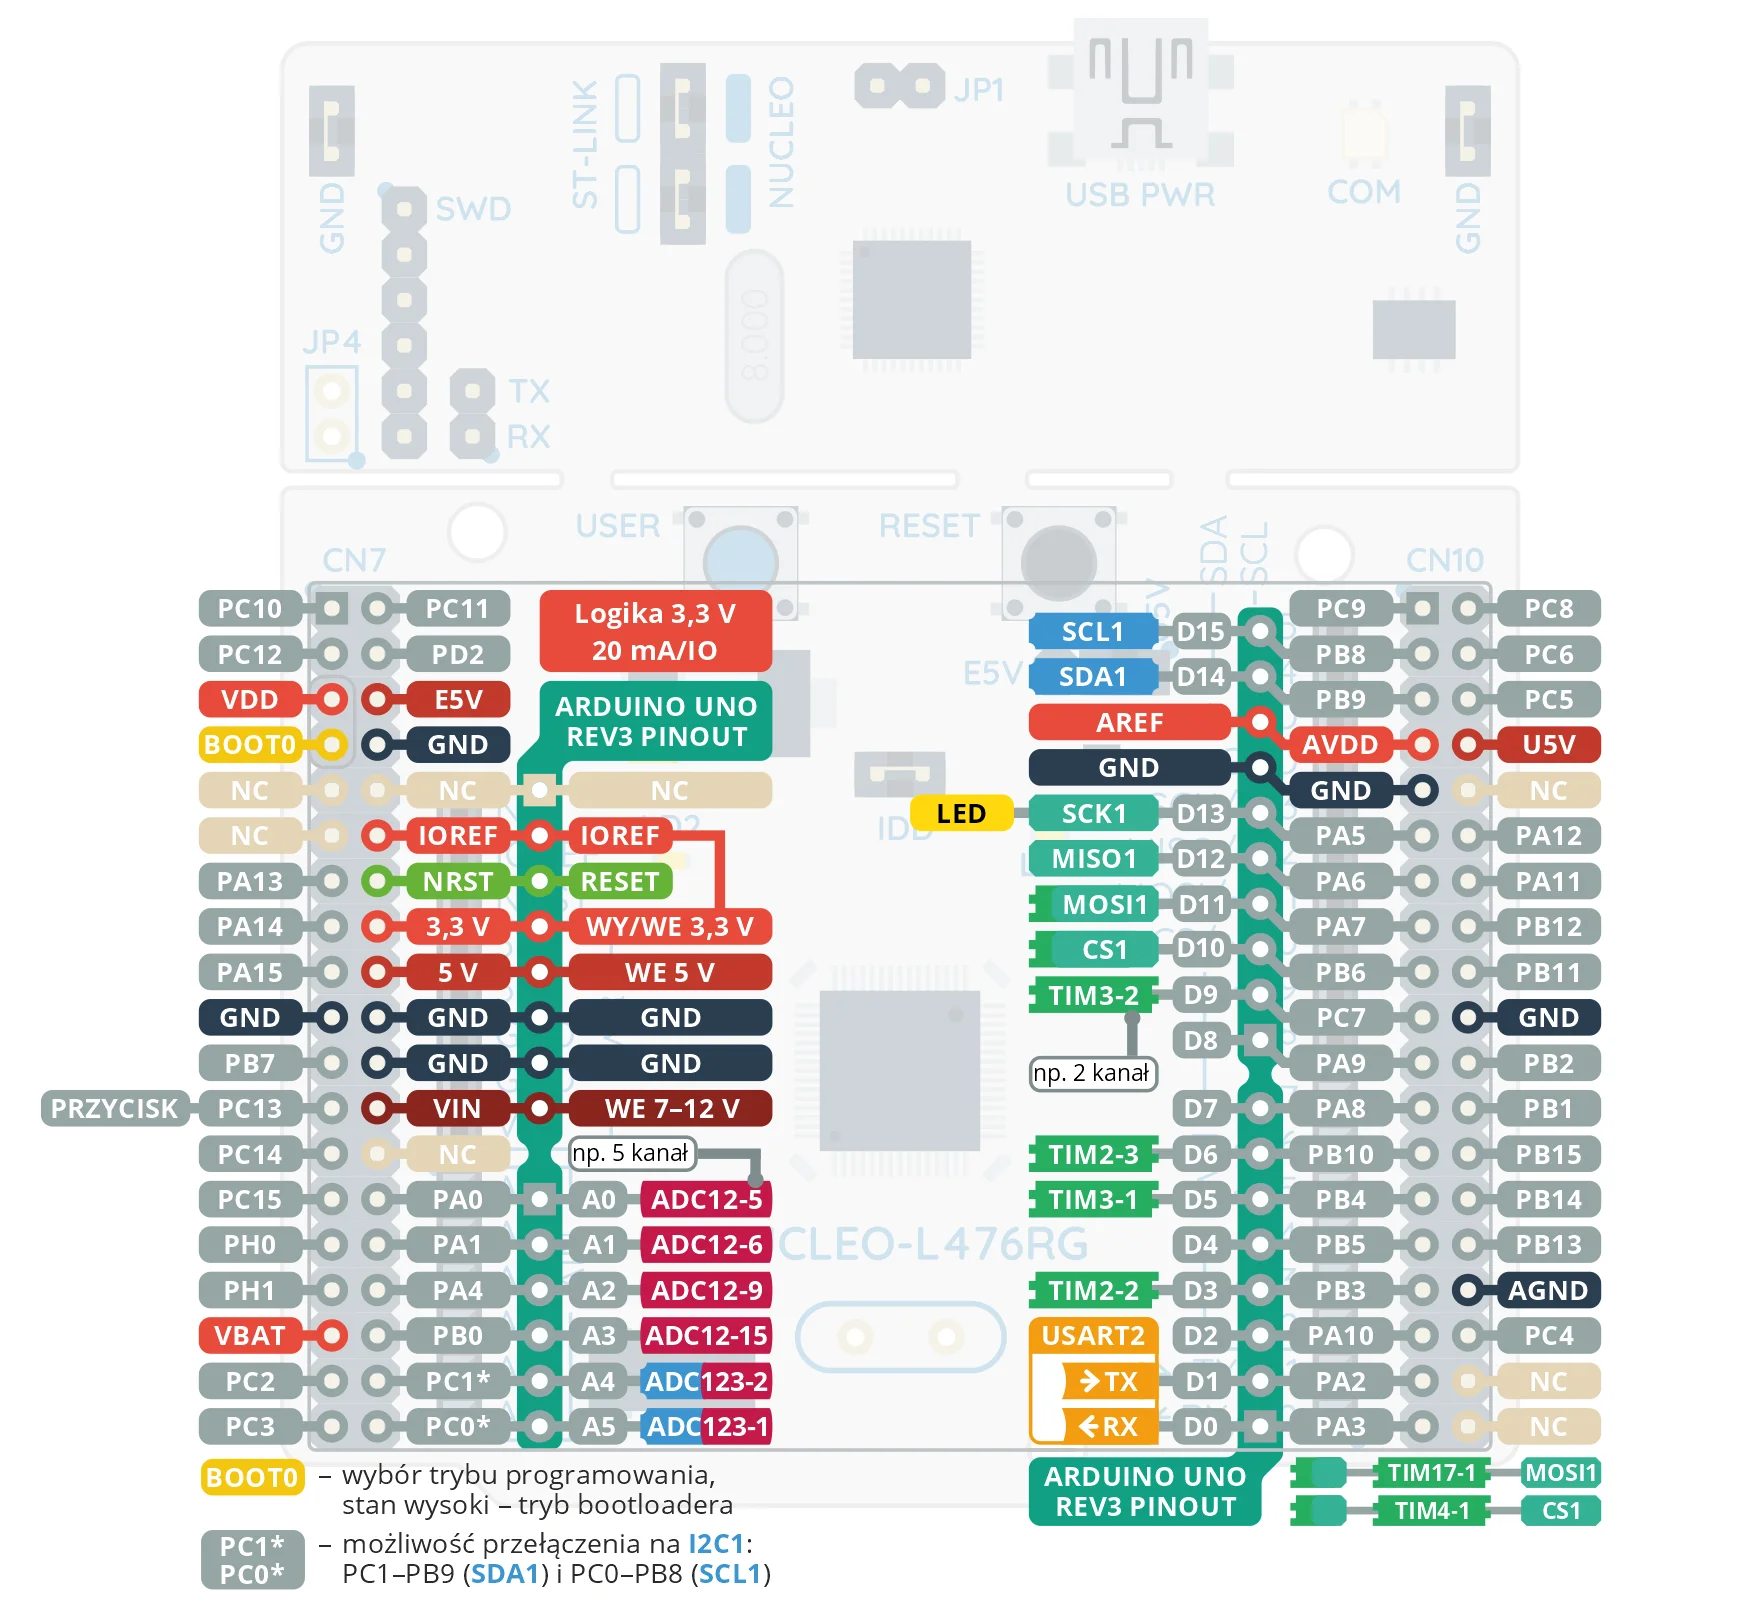 ST-LINK
NUCLEO
JP1
USB PWR
COM
GND
GND
SWD
8.000
JP4
TX
RX
USER
RESET
SDA
SCL
CN7
CN10
E5V
IDD
PC10 PC11
PC12 PD2
VDD E5V
BOOT0 GND
NC NC NC
NC IOREF IOREF
PA13 NRST RESET
PA14 3,3 V WY/WE 3,3 V
PA15 5 V WE 5 V
GND GND GND
PB7 GND GND
PRZYCISK PC13 VIN WE 7–12 V
PC14 NC np. 5 kanał
PC15 PA0 A0 ADC12-5
PH0 PA1 A1 ADC12-6
PH1 PA4 A2 ADC12-9
VBAT PB0 A3 ADC12-15
PC2 PC1* A4 ADC123-2
PC3 PC0* A5 ADC123-1
Logika 3,3 V
20 mA/IO
ARDUINO UNO
REV3 PINOUT
CLEO-L476RG
PC9 PC8
SCL1 D15 PB8 PC6
SDA1 D14 PB9 PC5
AREF AVDD U5V
GND GND NC
LED SCK1 D13 PA5 PA12
MISO1 D12 PA6 PA11
MOSI1 D11 PA7 PB12
CS1 D10 PB6 PB11
TIM3-2 D9 PC7 GND
np. 2 kanał D8 PA9 PB2
D7 PA8 PB1
TIM2-3 D6 PB10 PB15
TIM3-1 D5 PB4 PB14
D4 PB5 PB13
TIM2-2 D3 PB3 AGND
USART2 D2 PA10 PC4
TX D1 PA2 NC
RX D0 PA3 NC
ARDUINO UNO
REV3 PINOUT
TIM17-1 MOSI1
TIM4-1 CS1
BOOT0 – wybór trybu programowania,
stan wysoki – tryb bootloadera
PC1*
PC0*
– możliwość przełączenia na I2C1:
PC1–PB9 (SDA1) i PC0–PB8 (SCL1)